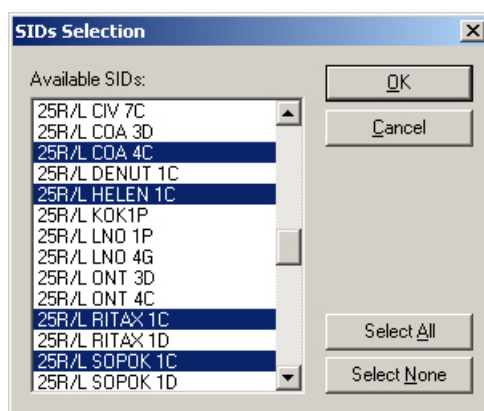 SIDs Selection
Available SIDs:
25R/L CIV 7C
25R/L COA 3D
25R/L COA 4C
25R/L DENUT 1C
25R/L HELEN 1C
25R/L KOK1P
25R/L LNO 1P
25R/L LNO 4G
25R/L ONT 3D
25R/L ONT 4C
25R/L RITAX 1C
25R/L RITAX 1D
25R/L SOPOK 1C
25R/L SOPOK 1D
OK
Cancel
Select All
Select None